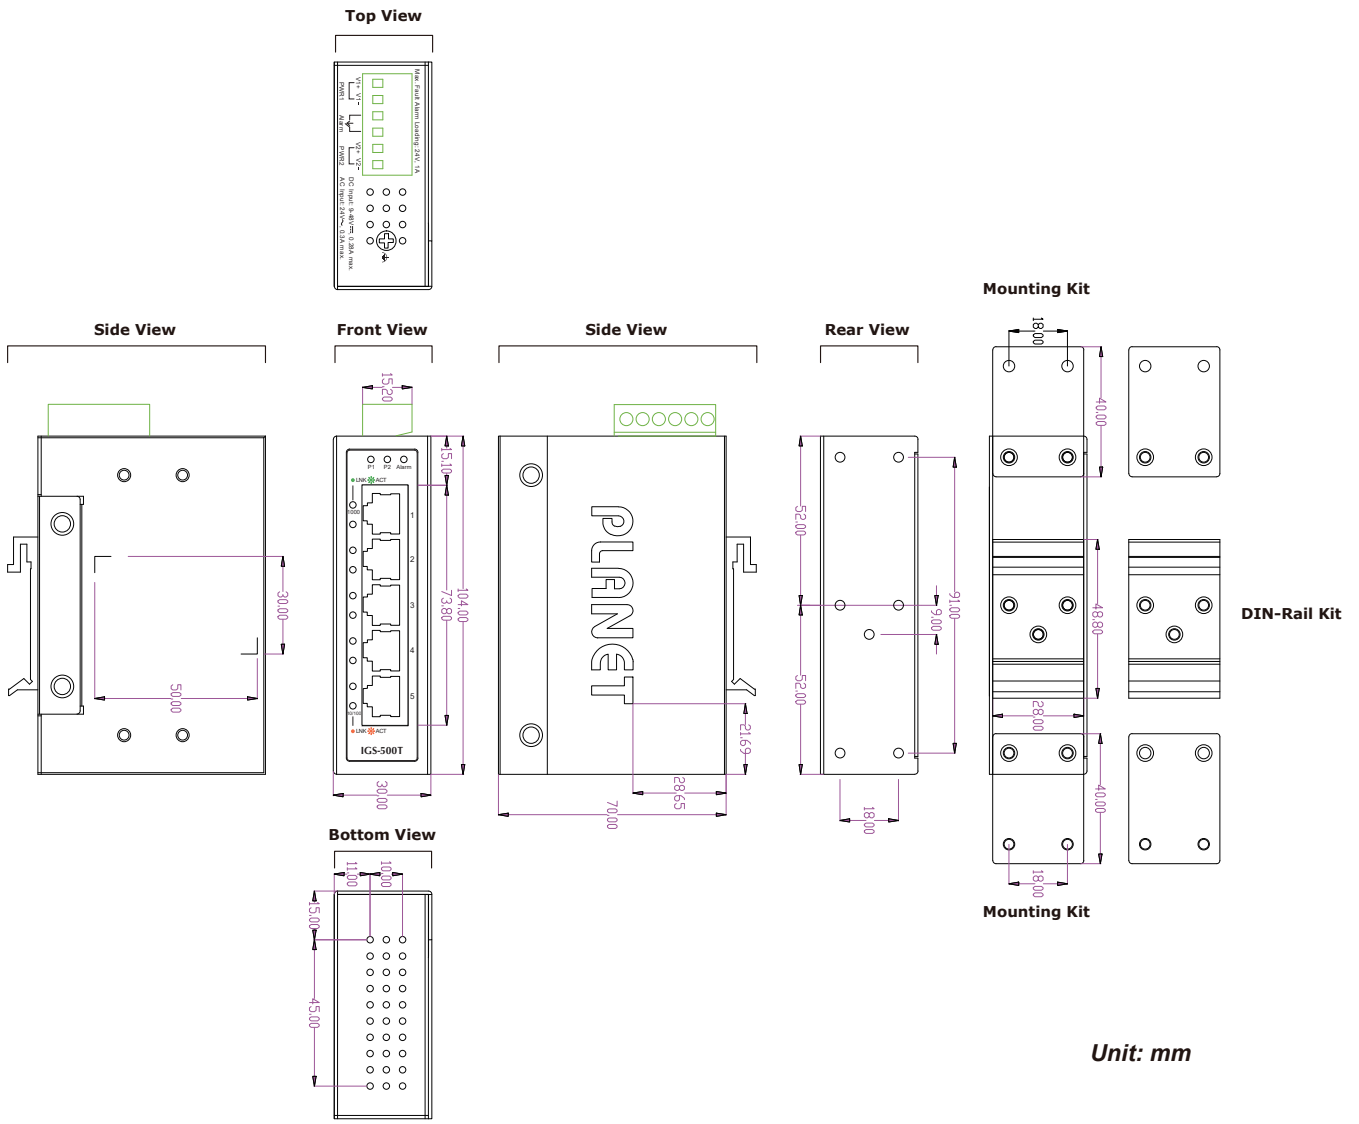 Top View
Max. Fault Alarm Loading: 24V, 1A
V1+ V1-
PWR1
Alarm
V2+ V2-
PWR2
DC Input: 9-48V⎓, 0.28A max.
AC Input: 24V~, 0.3A max.
Mounting Kit
Side View
Front View
Side View
Rear View
18.00
40.00
15.20
15.10
P1 P2 Alarm
LNK ACT
1000
1
2
3
4
5
10/100
LNK ACT
IGS-500T
73.80
104.00
30.00
30.00
50.00
PLANET
21.69
28.65
70.00
52.00
52.00
91.00
9.00
18.00
48.80
28.00
DIN-Rail Kit
40.00
18.00
Mounting Kit
Bottom View
11.00
10.00
15.00
45.00
Unit: mm